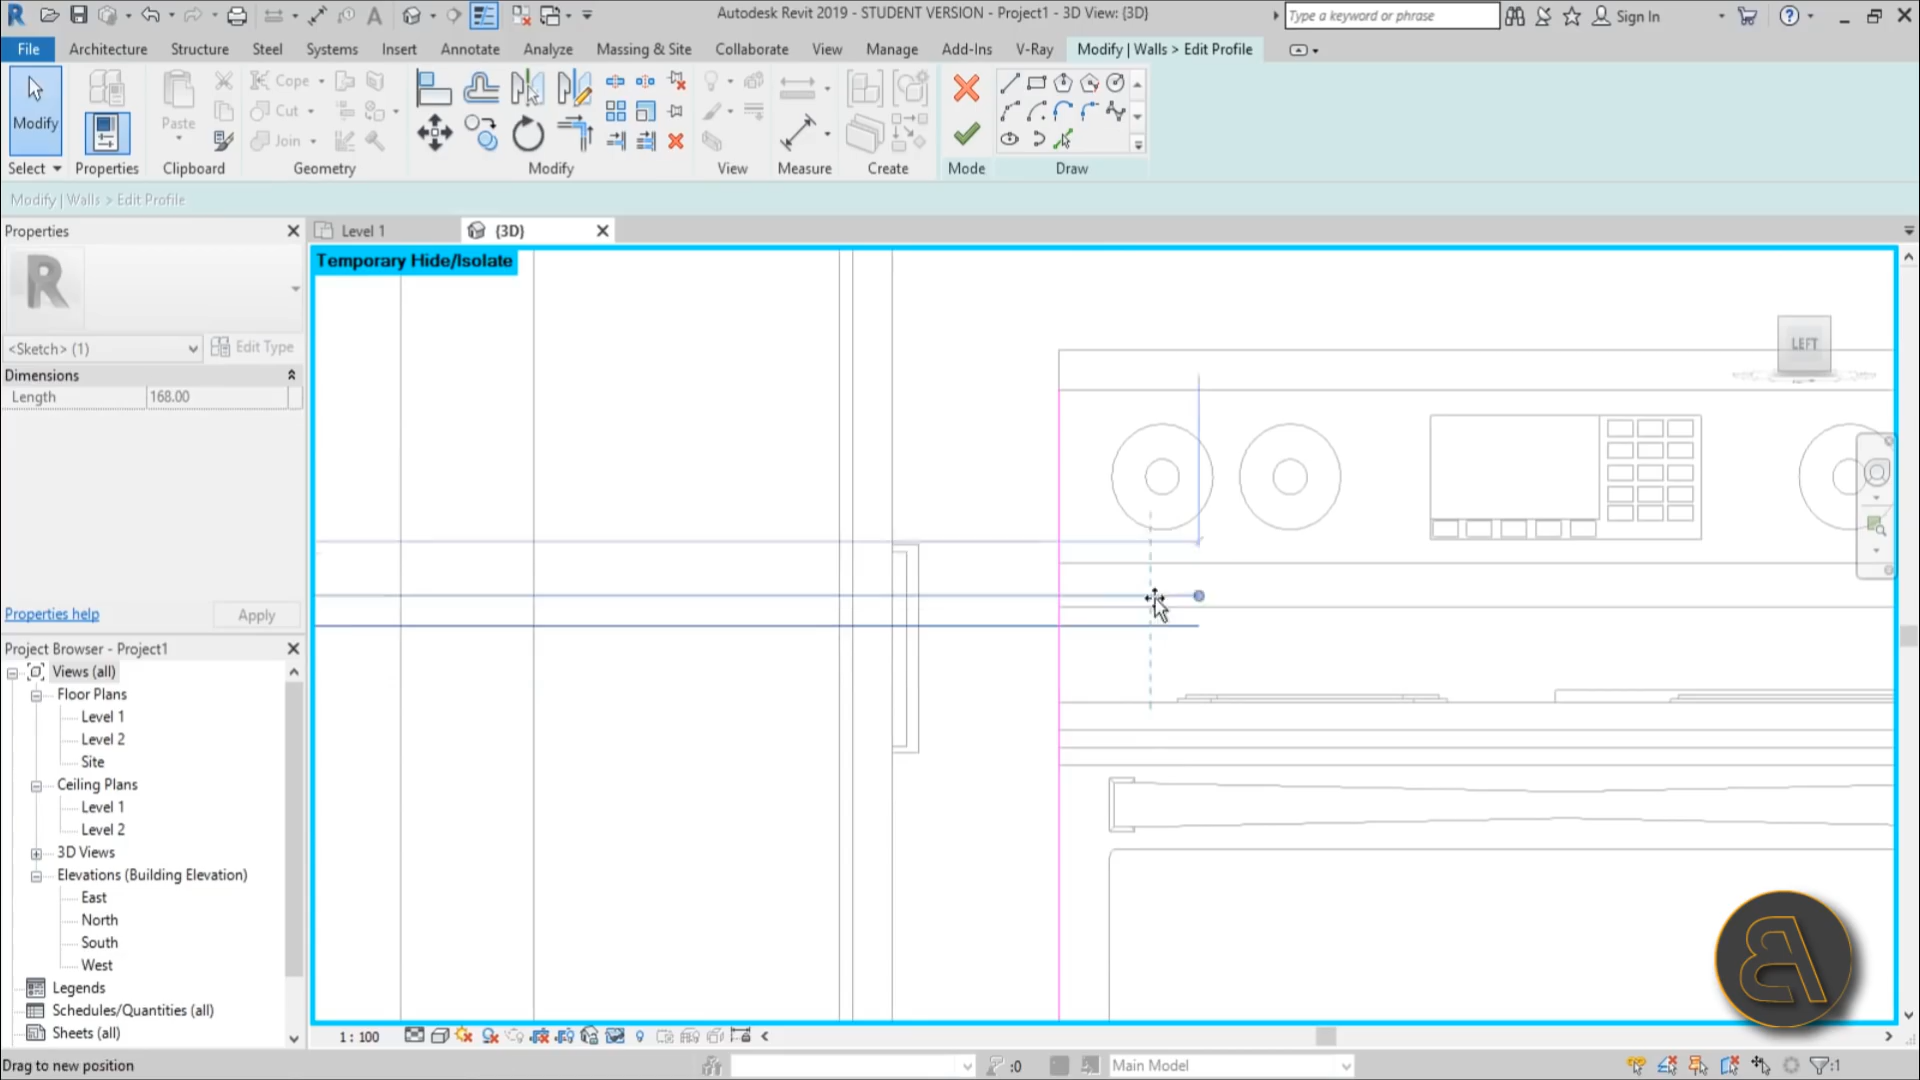 Autodesk Revit 2019 - STUDENT VERSION - Project1 - 3D View: {3D}
Type a keyword or phrase
Sign In
File
Architecture
Structure
Steel
Systems
Insert
Annotate
Analyze
Massing & Site
Collaborate
View
Manage
Add-Ins
V-Ray
Modify | Walls > Edit Profile
Modify
Paste
Cope
Cut
Join
Select
Properties
Clipboard
Geometry
Modify
View
Measure
Create
Mode
Draw
Modify | Walls > Edit Profile
Properties
Level 1
{3D}
Temporary Hide/Isolate
R
<Sketch> (1)
Edit Type
Dimensions
Length
168.00
LEFT
Properties help
Apply
Project Browser - Project1
Views (all)
Floor Plans
Level 1
Level 2
Site
Ceiling Plans
Level 1
Level 2
3D Views
Elevations (Building Elevation)
East
North
South
West
Legends
Schedules/Quantities (all)
Sheets (all)
1 : 100
Drag to new position
:0
Main Model
:1